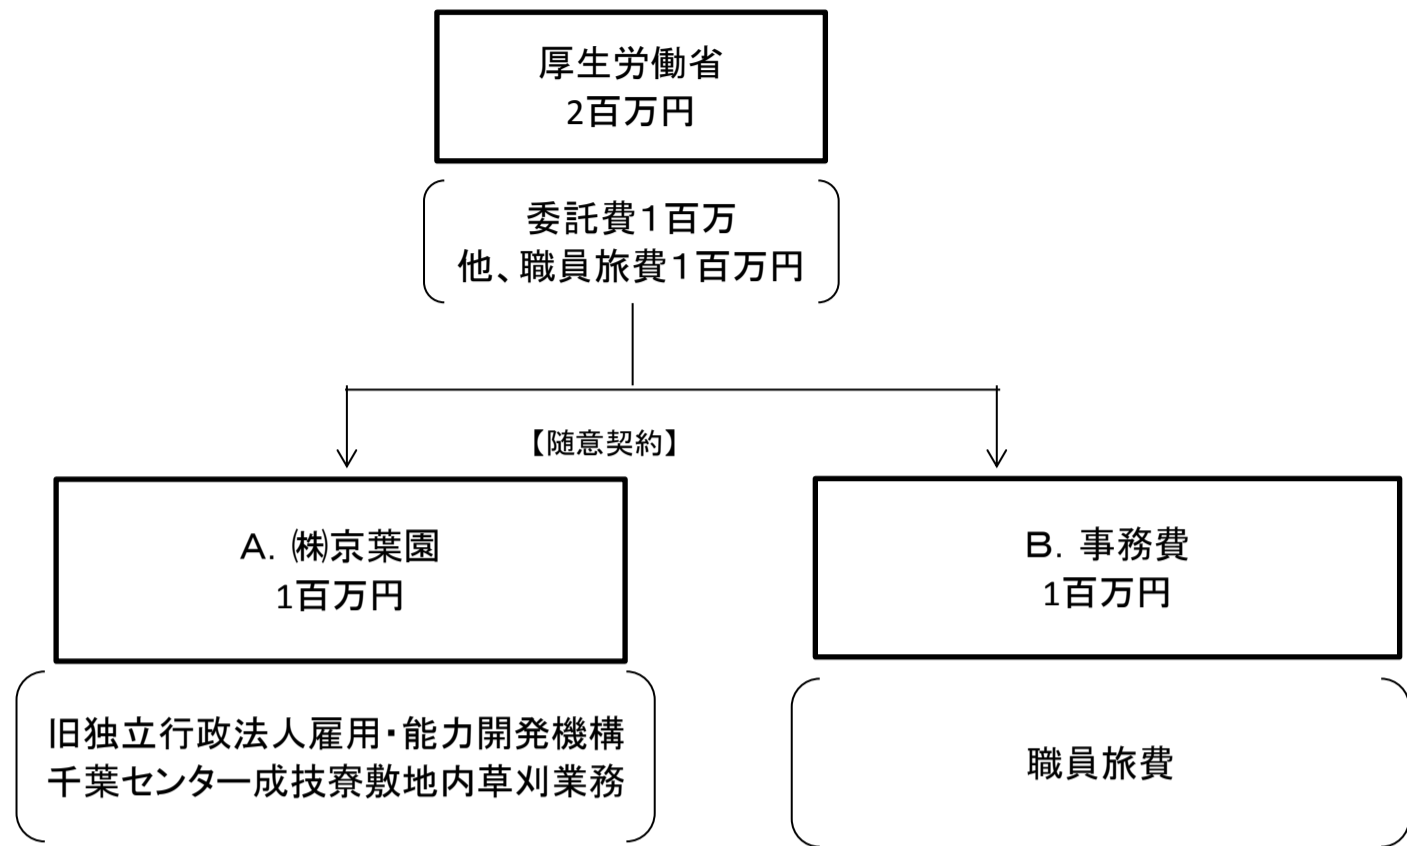 厚生労働省
2百万円
委託費１百万
他、職員旅費１百万円
【随意契約】
Ａ．㈱京葉園
1百万円
Ｂ．事務費
1百万円
旧独立行政法人雇用・能力開発機構
千葉センター成技寮敷地内草刈業務
職員旅費